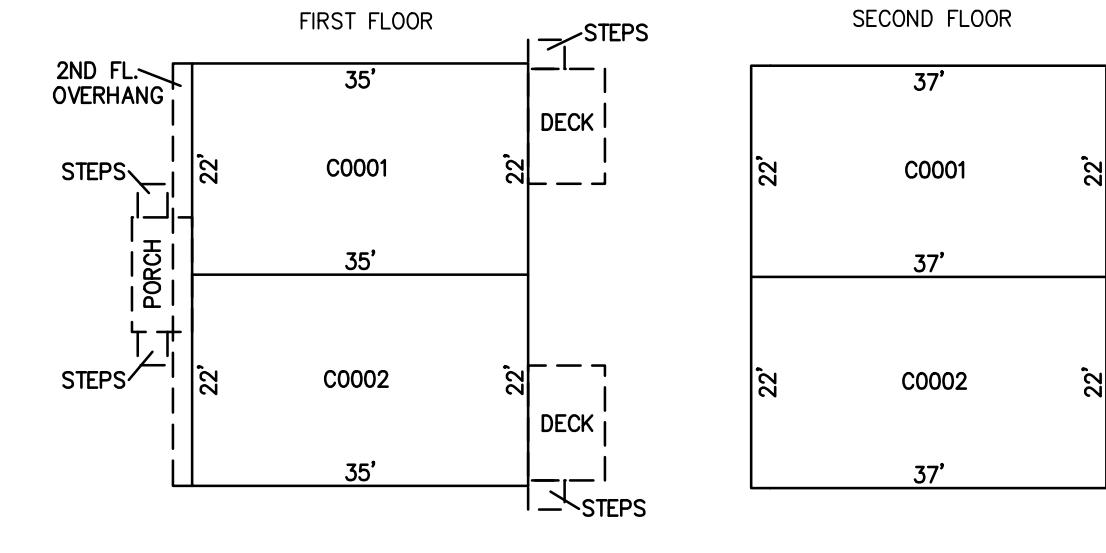 FIRST FLOOR
SECOND FLOOR
STEPS
2ND FL.
OVERHANG
35'
DECK
22'
C0001
22'
STEPS
PORCH
35'
22'
C0002
22'
STEPS
DECK
35'
STEPS
37'
22'
C0001
22'
37'
22'
C0002
22'
37'